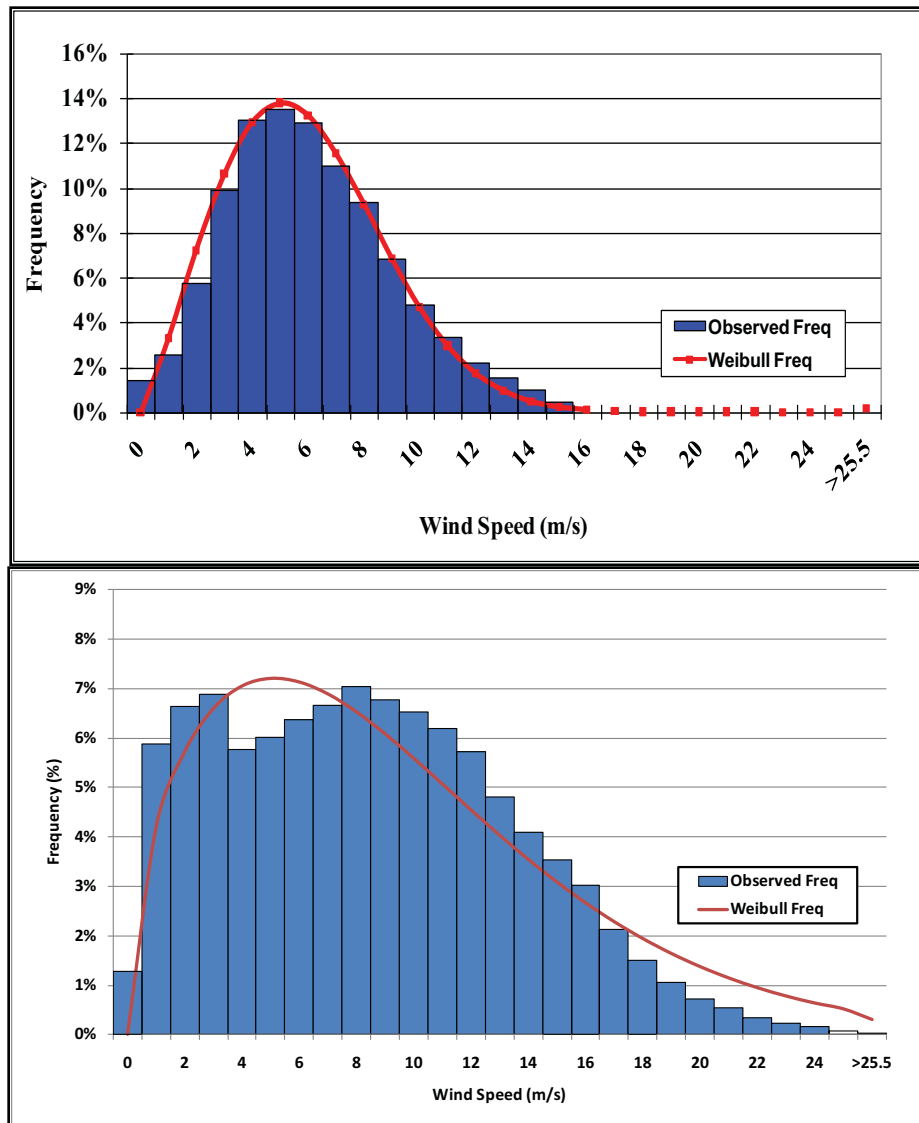 16%
14%
12%
10%
8%
6%
4%
2%
0%
Frequency
Observed Freq
Weibull Freq
0 2 4 6 8 10 12 14 16 18 20 22 24 >25.5
Wind Speed (m/s)
9%
8%
7%
6%
5%
4%
3%
2%
1%
0%
Frequency (%)
Observed Freq
Weibull Freq
0 2 4 6 8 10 12 14 16 18 20 22 24 >25.5
Wind Speed (m/s)